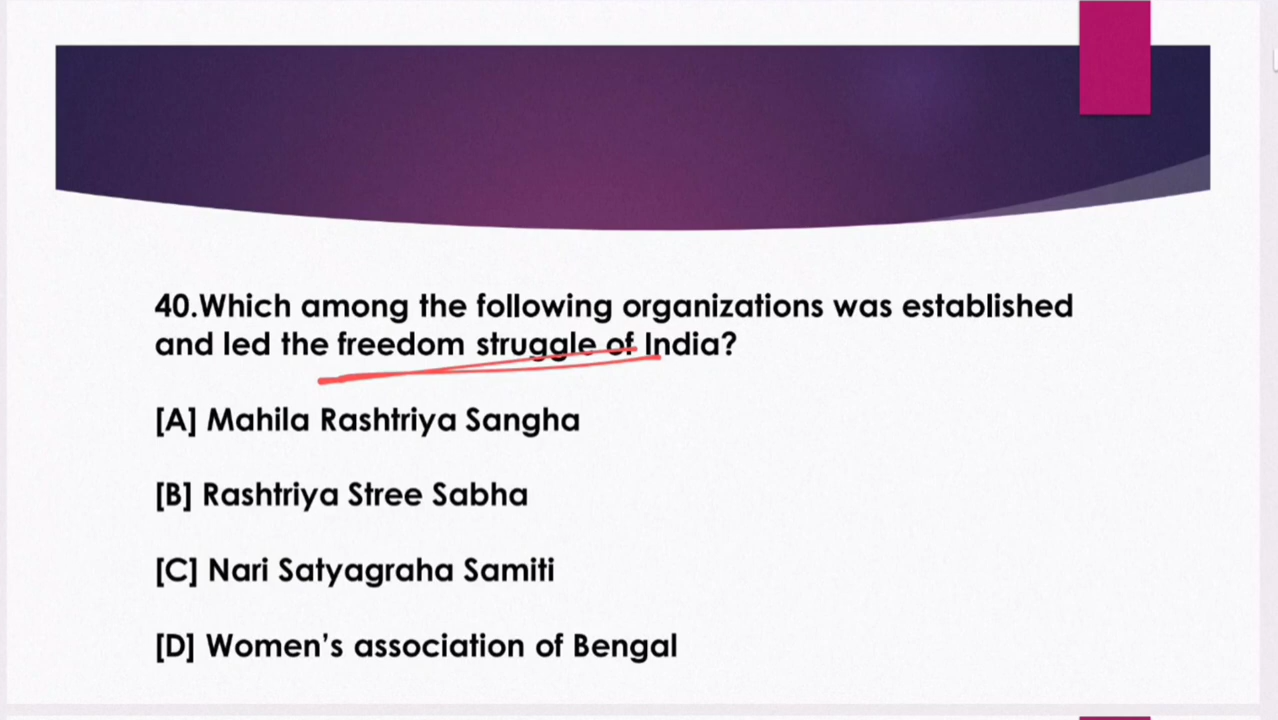 40.Which among the following organizations was established
and led the freedom struggle of India?
[A] Mahila Rashtriya Sangha
[B] Rashtriya Stree Sabha
[C] Nari Satyagraha Samiti
[D] Women’s association of Bengal